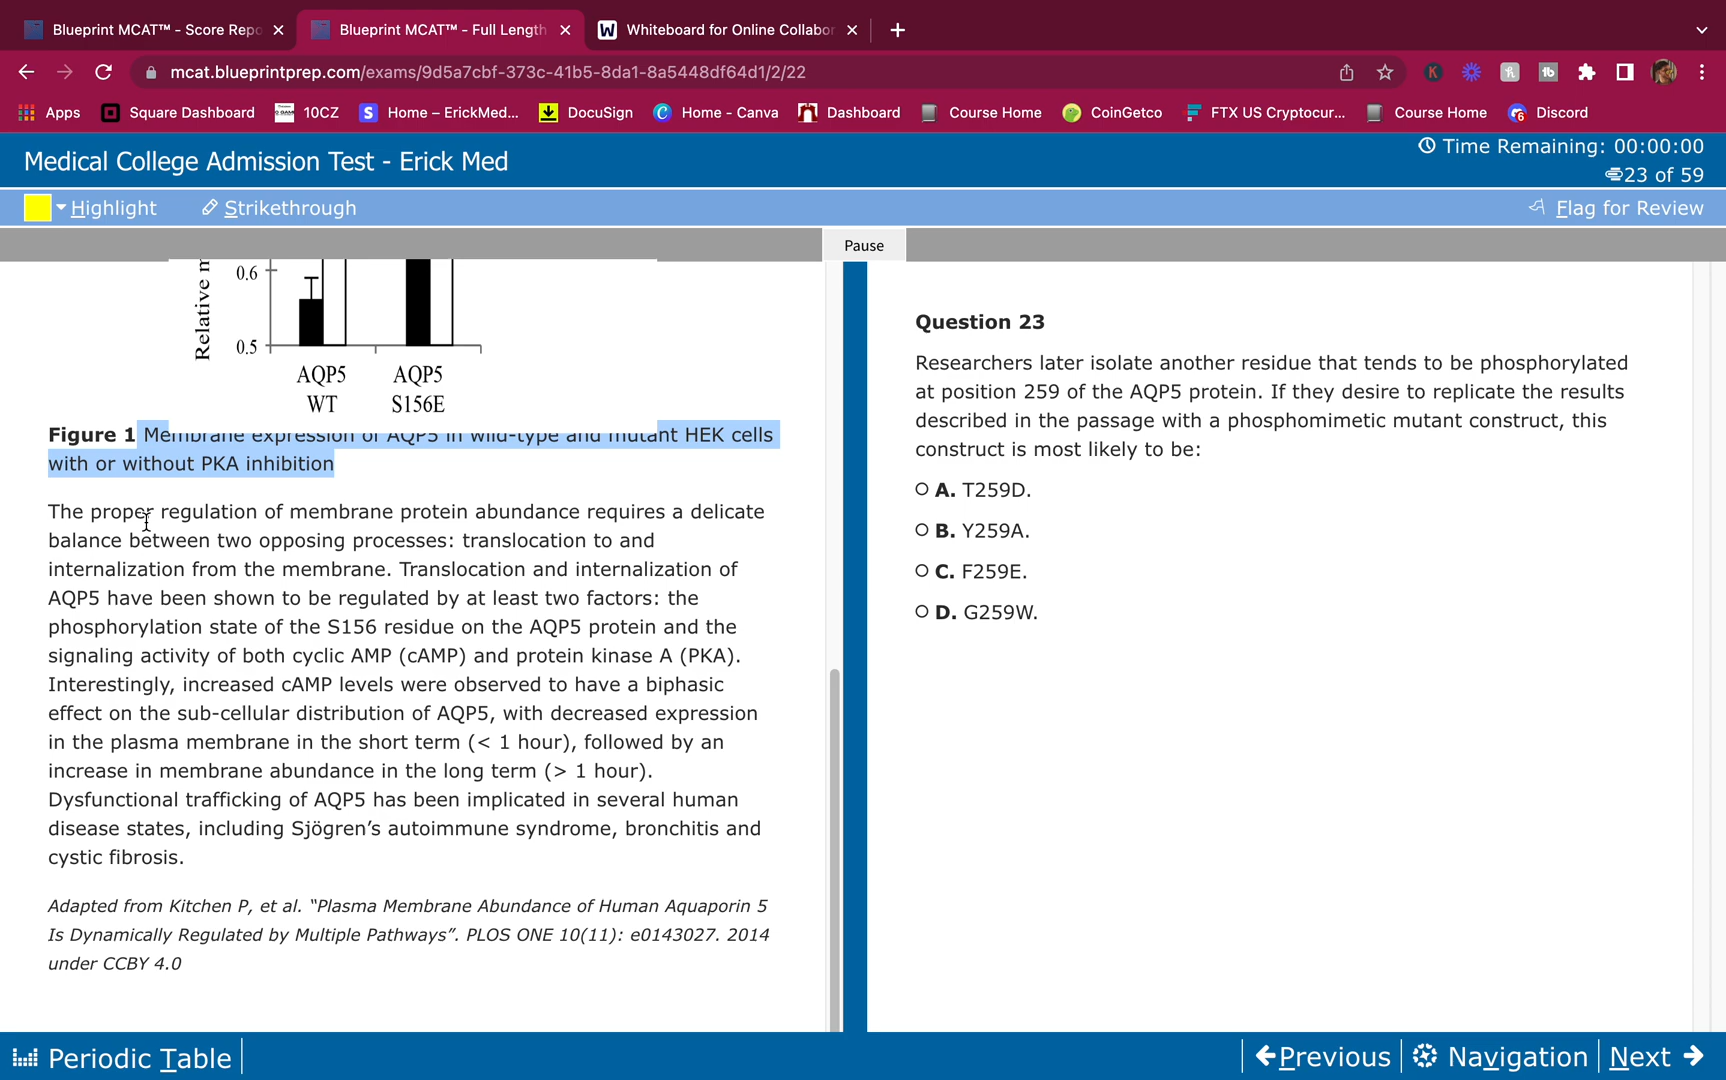 Blueprint MCAT™ - Score Repo
Blueprint MCAT™ - Full Length
Whiteboard for Online Collabor
mcat.blueprintprep.com/exams/9d5a7cbf-373c-41b5-8da1-8a5448df64d1/2/22
Apps
Square Dashboard
10CZ
Home – ErickMed...
DocuSign
Home - Canva
Dashboard
Course Home
CoinGetco
FTX US Cryptocur...
Course Home
Discord
Medical College Admission Test - Erick Med
Time Remaining: 00:00:00
23 of 59
Highlight
Strikethrough
Flag for Review
Pause
Relative m
0.6
0.5
AQP5 AQP5
WT S156E
Figure 1 Membrane expression of AQP5 in wild-type and mutant HEK cells
with or without PKA inhibition
The proper regulation of membrane protein abundance requires a delicate
balance between two opposing processes: translocation to and
internalization from the membrane. Translocation and internalization of
AQP5 have been shown to be regulated by at least two factors: the
phosphorylation state of the S156 residue on the AQP5 protein and the
signaling activity of both cyclic AMP (cAMP) and protein kinase A (PKA).
Interestingly, increased cAMP levels were observed to have a biphasic
effect on the sub-cellular distribution of AQP5, with decreased expression
in the plasma membrane in the short term (< 1 hour), followed by an
increase in membrane abundance in the long term (> 1 hour).
Dysfunctional trafficking of AQP5 has been implicated in several human
disease states, including Sjögren’s autoimmune syndrome, bronchitis and
cystic fibrosis.
Adapted from Kitchen P, et al. “Plasma Membrane Abundance of Human Aquaporin 5
Is Dynamically Regulated by Multiple Pathways”. PLOS ONE 10(11): e0143027. 2014
under CCBY 4.0
Question 23
Researchers later isolate another residue that tends to be phosphorylated
at position 259 of the AQP5 protein. If they desire to replicate the results
described in the passage with a phosphomimetic mutant construct, this
construct is most likely to be:
A. T259D.
B. Y259A.
C. F259E.
D. G259W.
Periodic Table
Previous
Navigation
Next